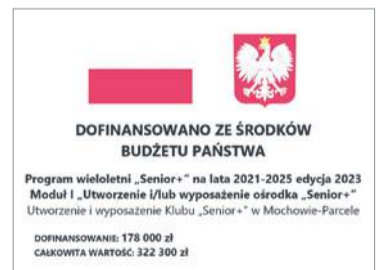 DOFINANSOWANO ZE ŚRODKÓW
BUDŻETU PAŃSTWA
Program wieloletni „Senior+" na lata 2021-2025 edycja 2023
Moduł I „Utworzenie i/lub wyposażenie ośrodka „Senior+"
Utworzenie i wyposażenie Klubu „Senior+" w Mochowie-Parcele
DOFINANSOWANIE: 178 000 zł
CAŁKOWITA WARTOŚĆ: 322 300 zł